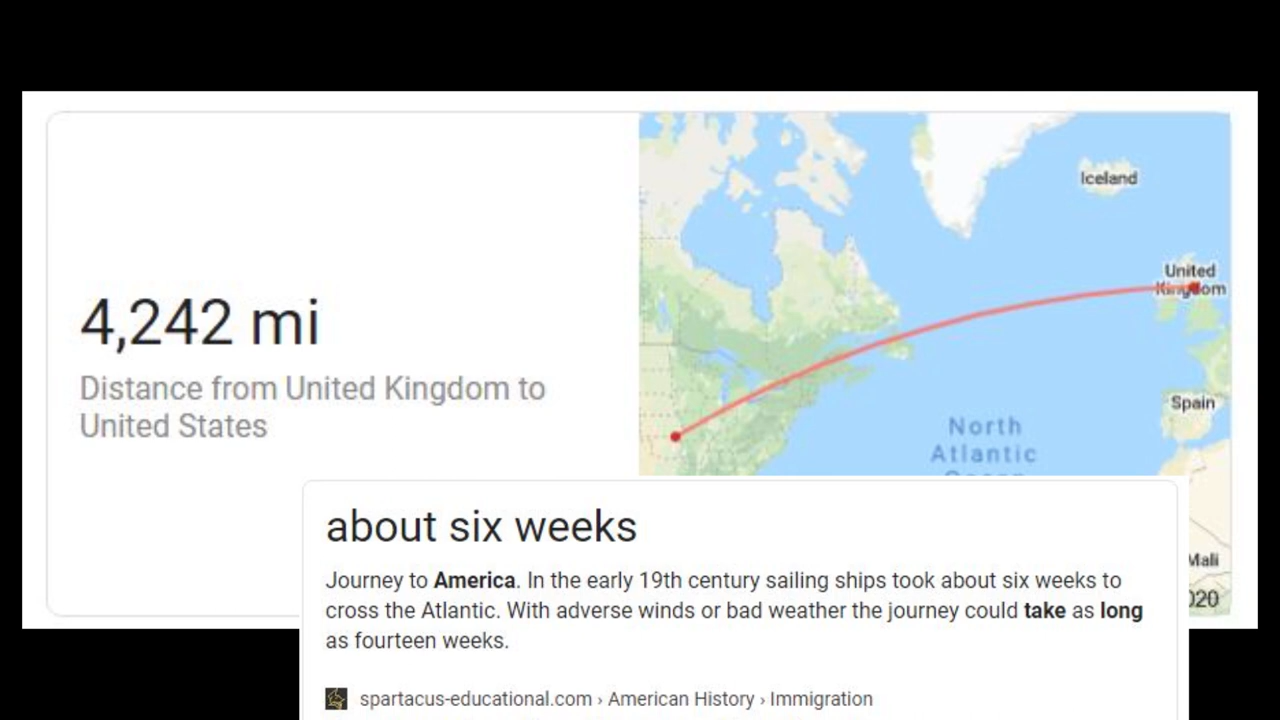 4,242 mi
Distance from United Kingdom to
United States
Iceland
United
Kingdom
Spain
North
Atlantic
Mali
020
about six weeks
Journey to America. In the early 19th century sailing ships took about six weeks to
cross the Atlantic. With adverse winds or bad weather the journey could take as long
as fourteen weeks.
spartacus-educational.com › American History › Immigration